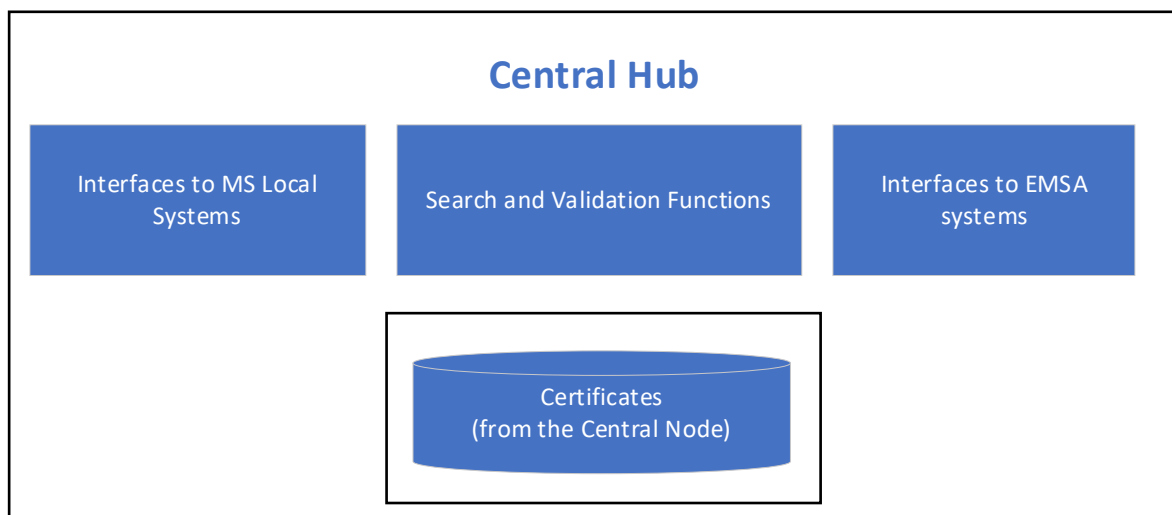 Central Hub
Interfaces to MS Local
Systems
Search and Validation Functions
Interfaces to EMSA
systems
Certificates
(from the Central Node)